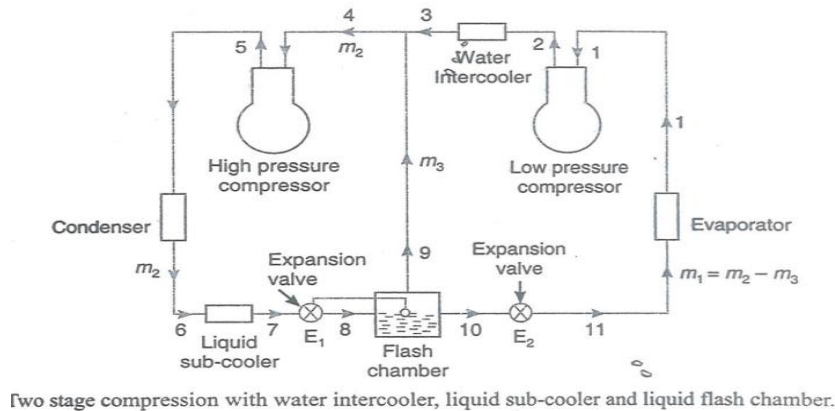 4
3
5
m₂
2
1
Water
Intercooler
High pressure
compressor
m₃
Low pressure
compressor
1
Condenser
Evaporator
Expansion
valve
9
Expansion
valve
m₂
m₁ = m₂ – m₃
6
7
E₁
8
10
E₂
11
Liquid
sub-cooler
Flash
chamber
Two stage compression with water intercooler, liquid sub-cooler and liquid flash chamber.